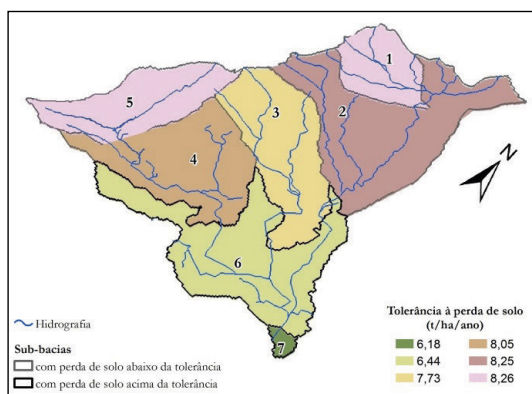 1
2
3
4
5
6
7
N
Hidrografia
Sub-bacias
com perda de solo abaixo da tolerância
com perda de solo acima da tolerância
Tolerância à perda de solo
(t/ha/ano)
6,18 8,05
6,44 8,25
7,73 8,26